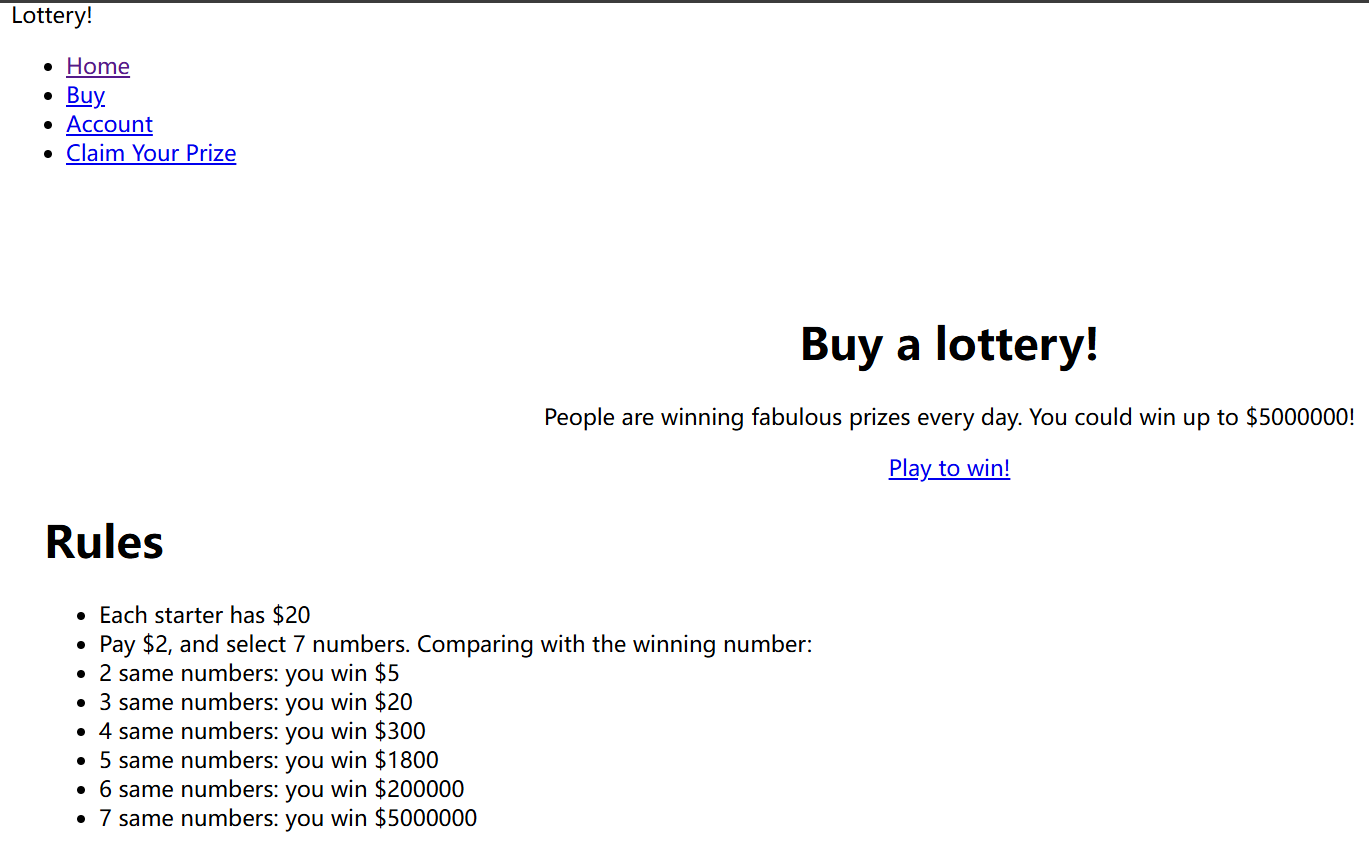 Lottery!
Home
Buy
Account
Claim Your Prize
Buy a lottery!
People are winning fabulous prizes every day. You could win up to $5000000!
Play to win!
Rules
Each starter has $20
Pay $2, and select 7 numbers. Comparing with the winning number:
2 same numbers: you win $5
3 same numbers: you win $20
4 same numbers: you win $300
5 same numbers: you win $1800
6 same numbers: you win $200000
7 same numbers: you win $5000000